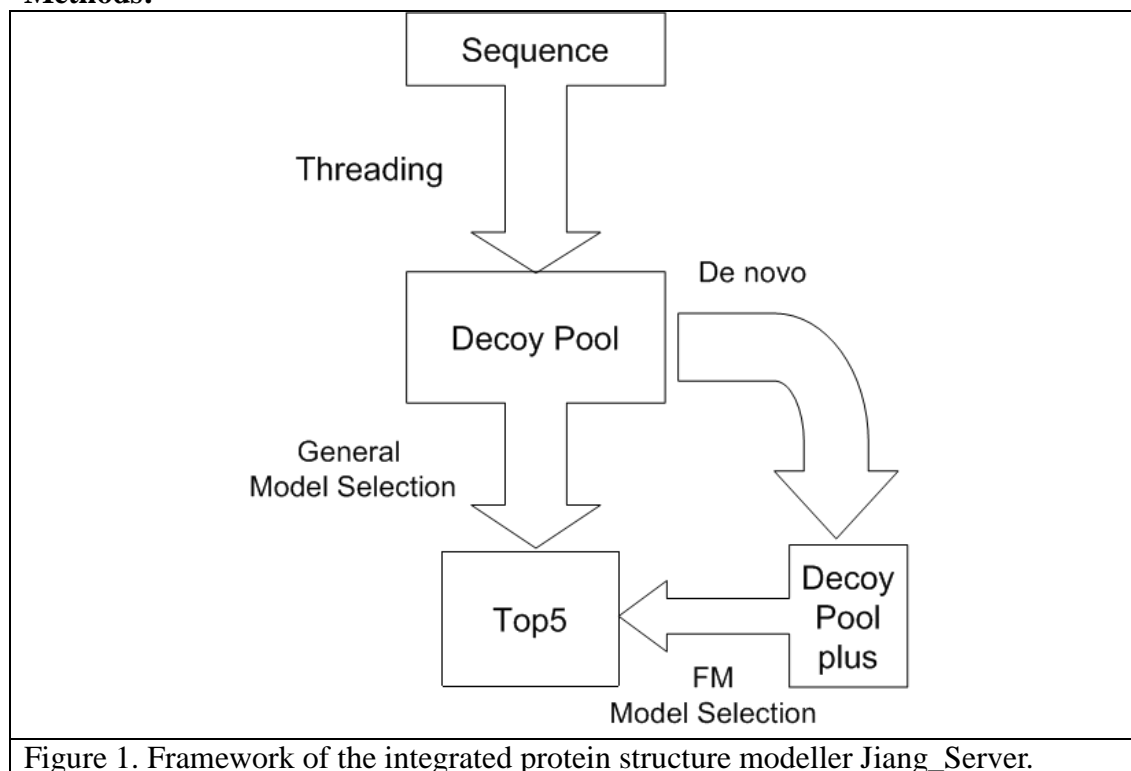 Methods:
Sequence
Threading
De novo
Decoy Pool
General
Model Selection
Top5
Decoy
Pool
plus
FM
Model Selection
Figure 1. Framework of the integrated protein structure modeller Jiang_Server.